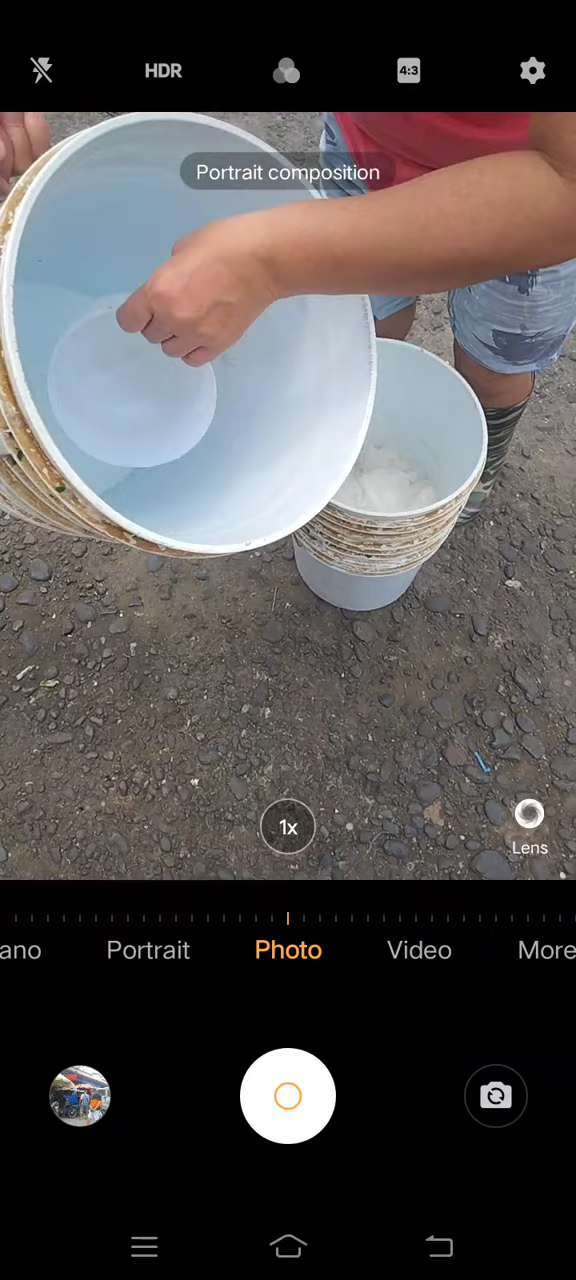 HDR
4:3
Portrait composition
1x
Lens
ano
Portrait
Photo
Video
More